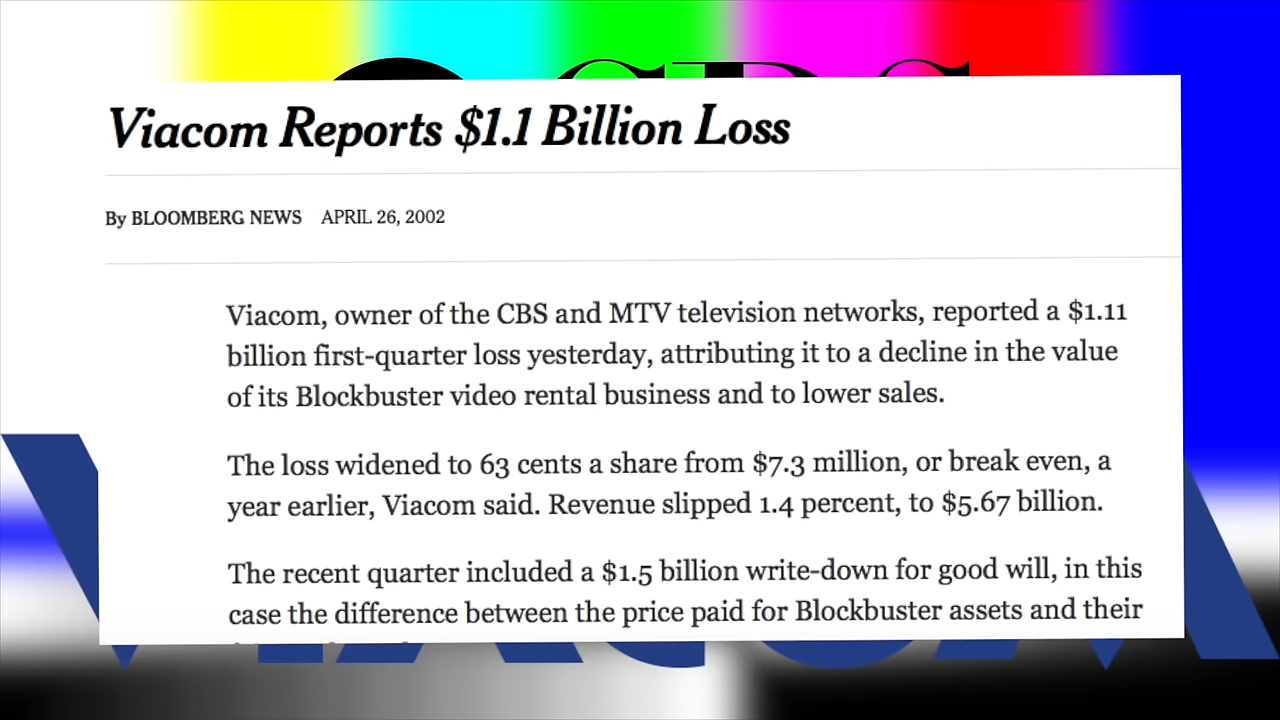 Viacom Reports $1.1 Billion Loss
By BLOOMBERG NEWS APRIL 26, 2002
Viacom, owner of the CBS and MTV television networks, reported a $1.11
billion first-quarter loss yesterday, attributing it to a decline in the value
of its Blockbuster video rental business and to lower sales.
The loss widened to 63 cents a share from $7.3 million, or break even, a
year earlier, Viacom said. Revenue slipped 1.4 percent, to $5.67 billion.
The recent quarter included a $1.5 billion write-down for good will, in this
case the difference between the price paid for Blockbuster assets and their